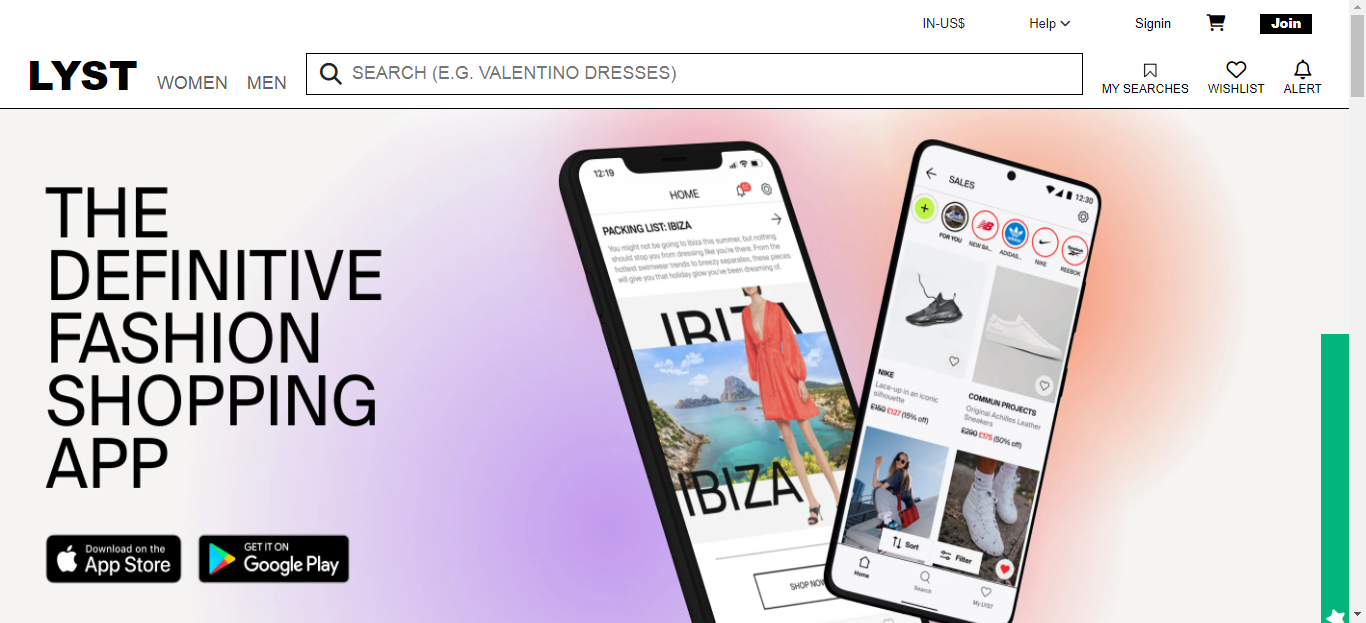 IN-US$
Help
Signin
Join
LYST
WOMEN
MEN
SEARCH (E.G. VALENTINO DRESSES)
MY SEARCHES
WISHLIST
ALERT
THE
DEFINITIVE
FASHION
SHOPPING
APP
Download on the
App Store
GET IT ON
Google Play
12:19
HOME
PACKING LIST: IBIZA
You might not be going to Ibiza this summer, but nothing
should stop you from dressing like you're there. From the
hottest swimwear trends to breezy separates, these pieces
will give you that holiday glow you've been dreaming of.
IBIZA
IBIZA
SHOP NOW
12:30
SALES
FOR YOU
NEW BA...
ADIDAS...
NIKE
REEBOK
NIKE
Lace-up in an iconic
silhouette
£150 £127 (15% off)
COMMUN PROJECTS
Original Achilles Leather
Sneakers
£290 £175 (50% off)
Sort
Filter
Home
Search
My LYST